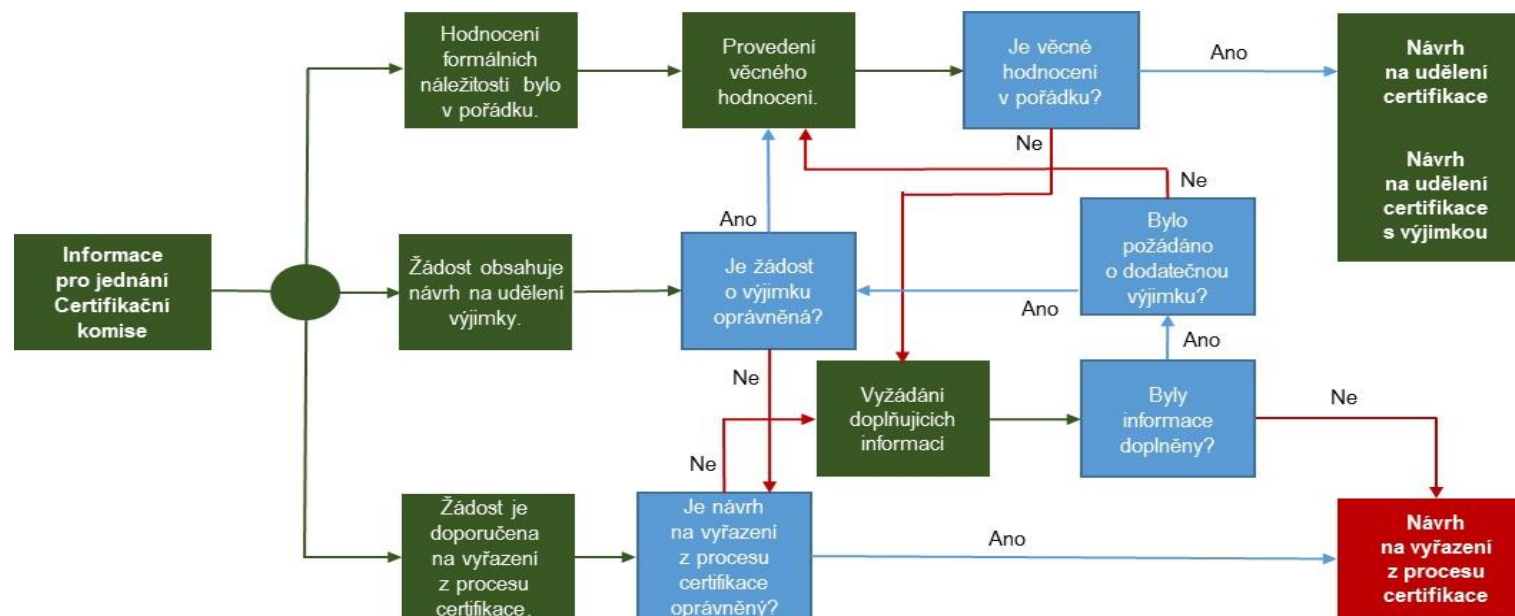 Hodnocení
formálních
náležitostí bylo
v pořádku.
Provedení
věcného
hodnocení.
Je věcné
hodnocení
v pořádku?
Ano
Návrh
na udělení
certifikace
Návrh
na udělení
certifikace
s výjimkou
Ne
Ne
Informace
pro jednání
Certifikační
komise
Žádost obsahuje
návrh na udělení
výjimky.
Ano
Je žádost
o výjimku
oprávněná?
Bylo
požádáno
o dodatečnou
výjimku?
Ano
Ano
Ne
Vyžádání
doplňujících
informací
Byly
informace
doplněny?
Ne
Ne
Žádost je
doporučena
na vyřazení
z procesu
certifikace.
Je návrh
na vyřazení
z procesu
certifikace
oprávněný?
Ano
Návrh
na vyřazení
z procesu
certifikace